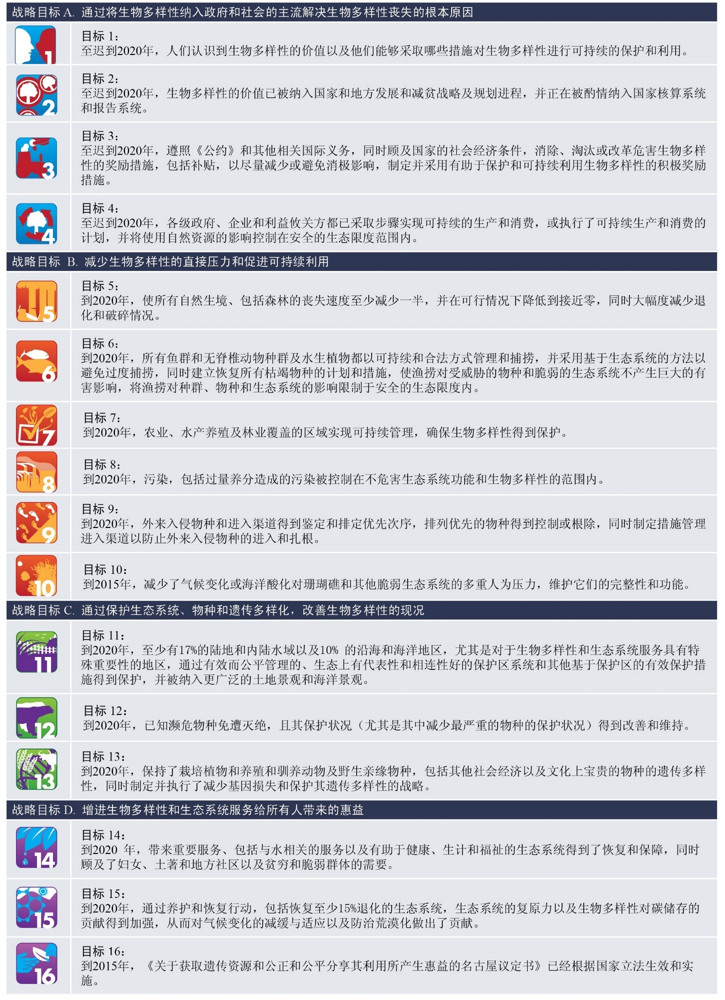 战略目标 A. 通过将生物多样性纳入政府和社会的主流解决生物多样性丧失的根本原因
1
目标 1：
至迟到2020年，人们认识到生物多样性的价值以及他们能够采取哪些措施对生物多样性进行可持续的保护和利用。
2
目标 2：
至迟到2020年，生物多样性的价值已被纳入国家和地方发展和减贫战略及规划进程，并正在被酌情纳入国家核算系统
和报告系统。
3
目标 3：
至迟到2020年，遵照《公约》和其他相关国际义务，同时顾及国家的社会经济条件，消除、淘汰或改革危害生物多样
性的奖励措施，包括补贴，以尽量减少或避免消极影响，制定并采用有助于保护和可持续利用生物多样性的积极奖励
措施。
4
目标 4：
至迟到2020年，各级政府、企业和利益攸关方都已采取步骤实现可持续的生产和消费，或执行了可持续生产和消费的
计划，并将使用自然资源的影响控制在安全的生态限度范围内。
战略目标 B. 减少生物多样性的直接压力和促进可持续利用
5
目标 5：
到2020年，使所有自然生境、包括森林的丧失速度至少减少一半，并在可行情况下降低到接近零，同时大幅度减少退
化和破碎情况。
6
目标 6：
到2020年，所有鱼群和无脊椎动物种群及水生植物都以可持续和合法方式管理和捕捞，并采用基于生态系统的方法以
避免过度捕捞，同时建立恢复所有枯竭物种的计划和措施，使渔捞对受威胁的物种和脆弱的生态系统不产生巨大的有
害影响，将渔捞对种群、物种和生态系统的影响限制于安全的生态限度内。
7
目标 7：
到2020年，农业、水产养殖及林业覆盖的区域实现可持续管理，确保生物多样性得到保护。
8
目标 8：
到2020年，污染，包括过量养分造成的污染被控制在不危害生态系统功能和生物多样性的范围内。
9
目标 9：
到2020年，外来入侵物种和进入渠道得到鉴定和排定优先次序，排列优先的物种得到控制或根除，同时制定措施管理
进入渠道以防止外来入侵物种的进入和扎根。
10
目标 10：
到2015年，减少了气候变化或海洋酸化对珊瑚礁和其他脆弱生态系统的多重人为压力，维护它们的完整性和功能。
战略目标 C. 通过保护生态系统、物种和遗传多样化，改善生物多样性的现况
11
目标 11：
到2020年，至少有17%的陆地和内陆水域以及10% 的沿海和海洋地区，尤其是对于生物多样性和生态系统服务具有特
殊重要性的地区，通过有效而公平管理的、生态上有代表性和相连性好的保护区系统和其他基于保护区的有效保护措
施得到保护，并被纳入更广泛的土地景观和海洋景观。
12
目标 12：
到2020年，已知濒危物种免遭灭绝，且其保护状况（尤其是其中减少最严重的物种的保护状况）得到改善和维持。
13
目标 13：
到2020年，保持了栽培植物和养殖和驯养动物及野生亲缘物种，包括其他社会经济以及文化上宝贵的物种的遗传多样
性，同时制定并执行了减少基因损失和保护其遗传多样性的战略。
战略目标 D. 增进生物多样性和生态系统服务给所有人带来的惠益
14
目标 14：
到2020 年，带来重要服务、包括与水相关的服务以及有助于健康、生计和福祉的生态系统得到了恢复和保障，同时
顾及了妇女、土著和地方社区以及贫穷和脆弱群体的需要。
15
目标 15：
到2020年，通过养护和恢复行动，包括恢复至少15%退化的生态系统，生态系统的复原力以及生物多样性对碳储存的
贡献得到加强，从而对气候变化的减缓与适应以及防治荒漠化做出了贡献。
16
目标 16：
到2015年，《关于获取遗传资源和公正和公平分享其利用所产生惠益的名古屋议定书》已经根据国家立法生效和实
施。